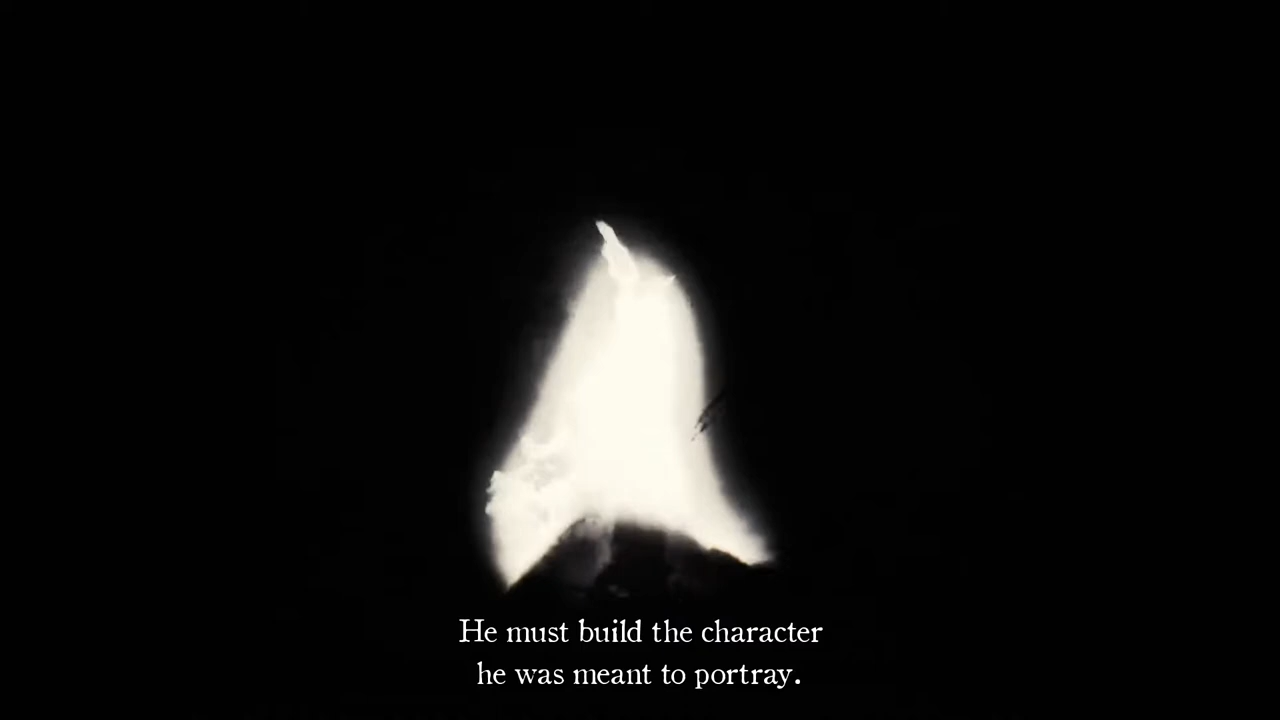 He must build the character
he was meant to portray.